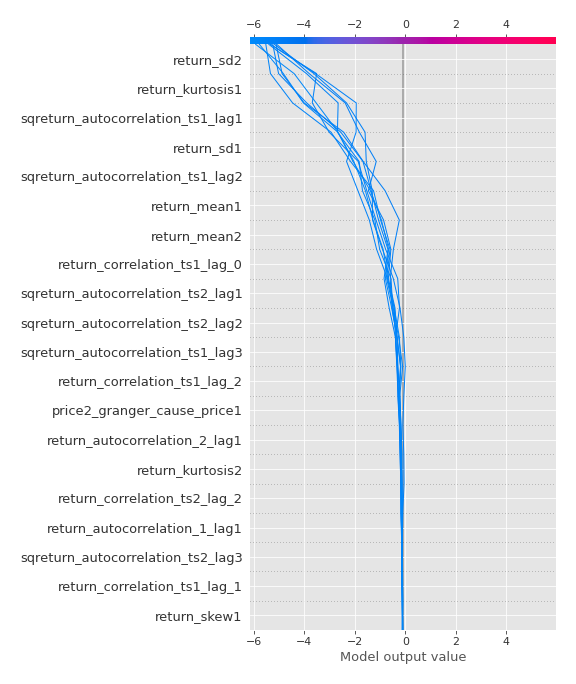 −6 −4 −2 0 2 4
return_sd2
return_kurtosis1
sqreturn_autocorrelation_ts1_lag1
return_sd1
sqreturn_autocorrelation_ts1_lag2
return_mean1
return_mean2
return_correlation_ts1_lag_0
sqreturn_autocorrelation_ts2_lag1
sqreturn_autocorrelation_ts2_lag2
sqreturn_autocorrelation_ts1_lag3
return_correlation_ts1_lag_2
price2_granger_cause_price1
return_autocorrelation_2_lag1
return_kurtosis2
return_correlation_ts2_lag_2
return_autocorrelation_1_lag1
sqreturn_autocorrelation_ts2_lag3
return_correlation_ts1_lag_1
return_skew1
−6 −4 −2 0 2 4
Model output value